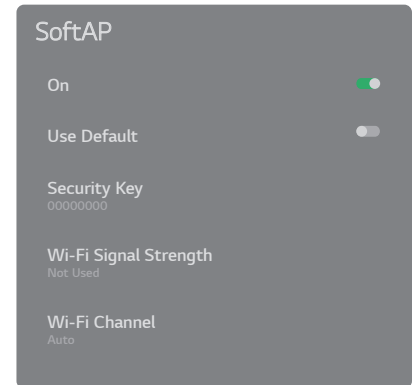 SoftAP
On
Use Default
Security Key
00000000
Wi-Fi Signal Strength
Not Used
Wi-Fi Channel
Auto